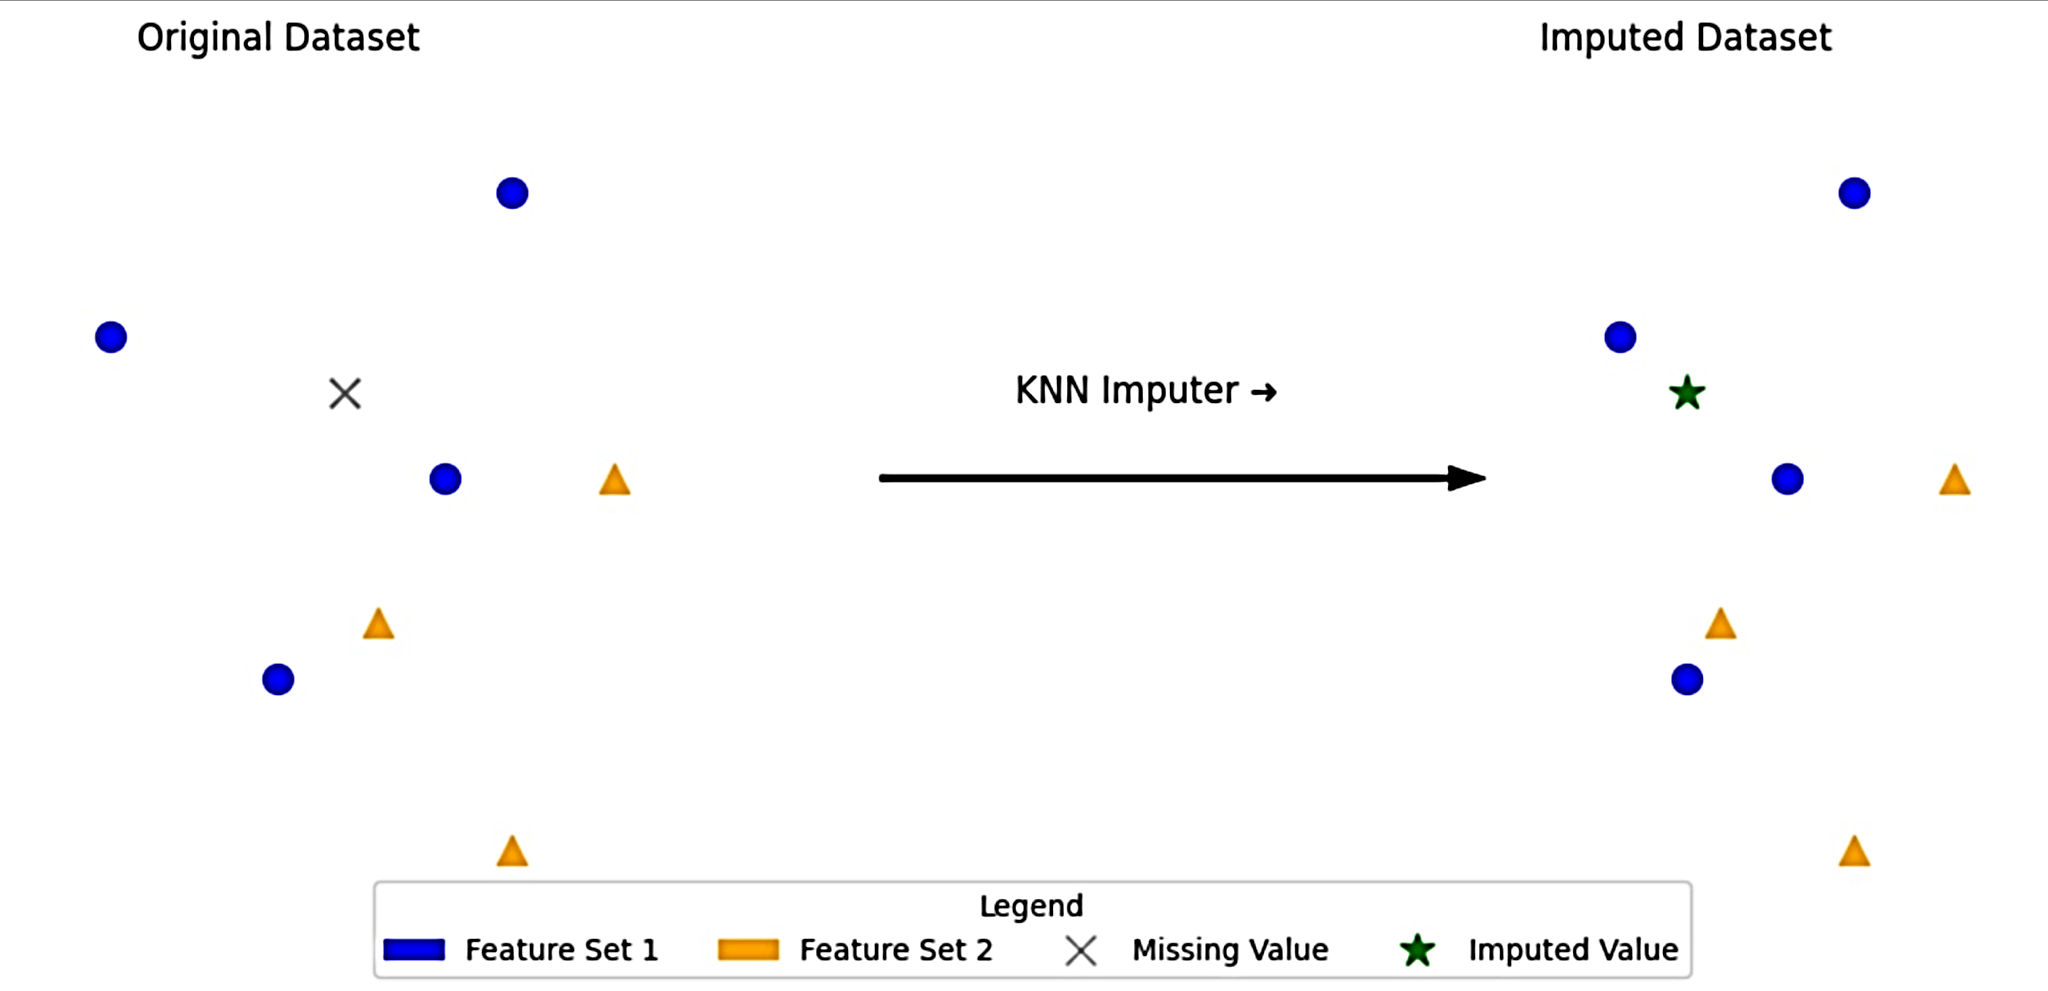 Original Dataset
Imputed Dataset
KNN Imputer ➜
Legend
Feature Set 1
Feature Set 2
Missing Value
Imputed Value